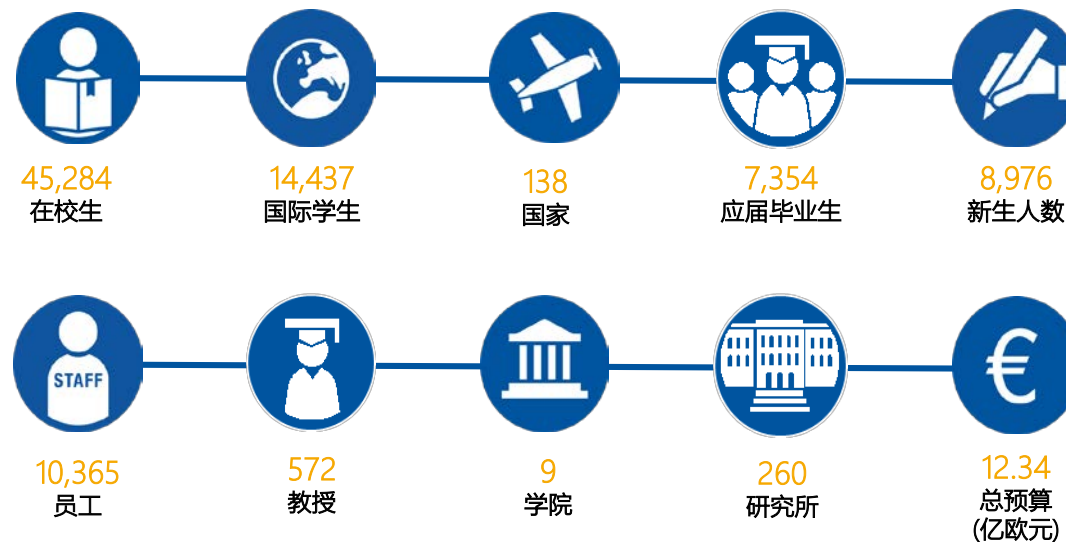 45,284
在校生
14,437
国际学生
138
国家
7,354
应届毕业生
8,976
新生人数
STAFF
10,365
员工
572
教授
9
学院
260
研究所
€
12.34
总预算
(亿欧元)